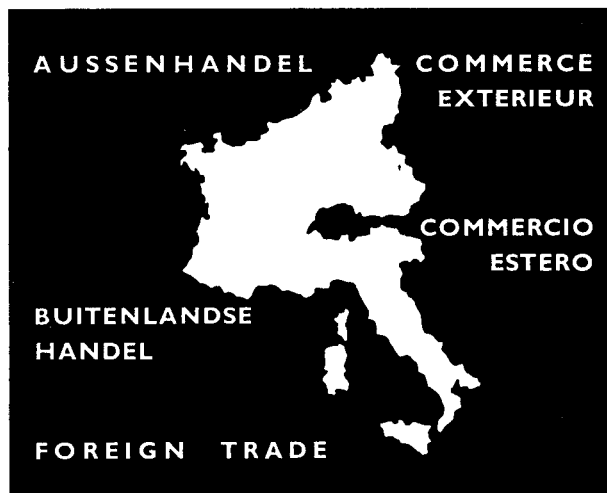 AUSSENHANDEL
COMMERCE
EXTERIEUR
COMMERCIO
ESTERO
BUITENLANDSE
HANDEL
FOREIGN TRADE